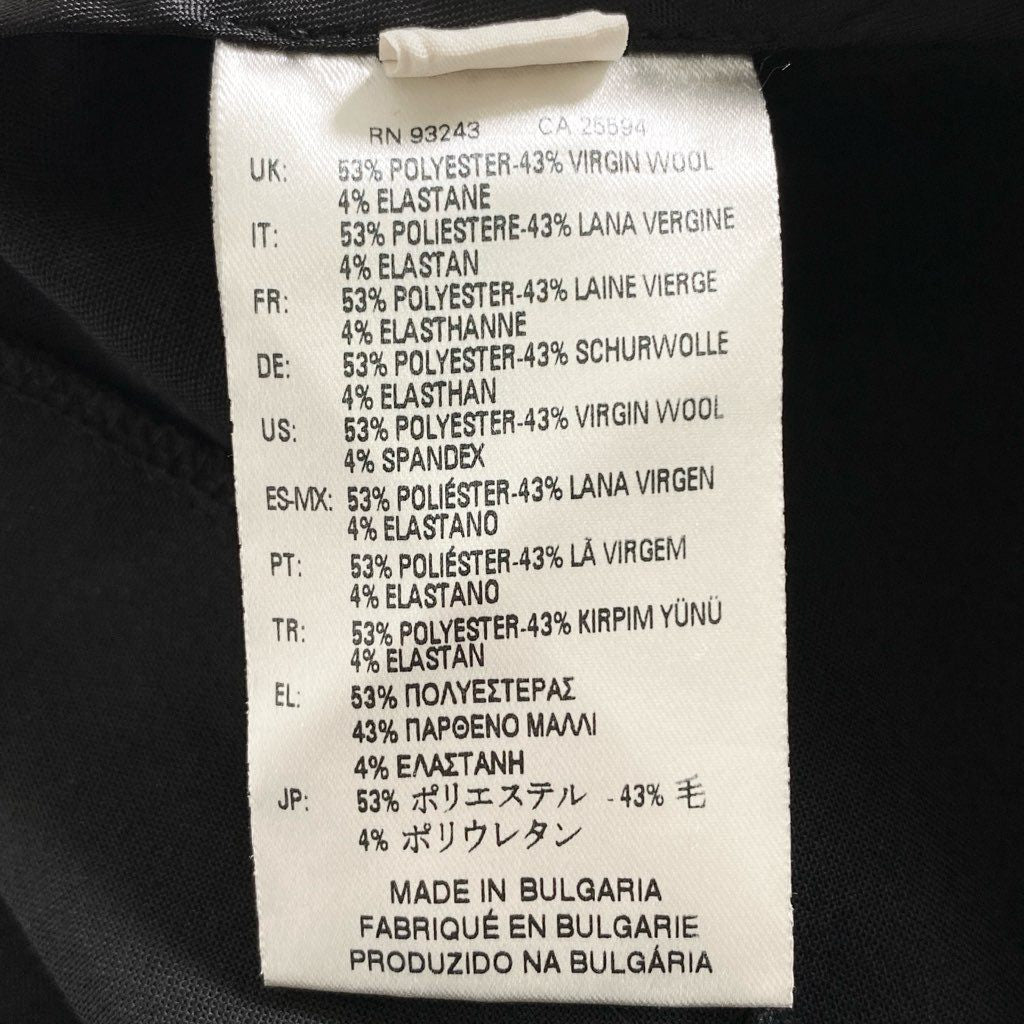 RN 93243 CA 25594
UK: 53% POLYESTER-43% VIRGIN WOOL
4% ELASTANE
IT: 53% POLIESTERE-43% LANA VERGINE
4% ELASTAN
FR: 53% POLYESTER-43% LAINE VIERGE
4% ELASTHANNE
DE: 53% POLYESTER-43% SCHURWOLLE
4% ELASTHAN
US: 53% POLYESTER-43% VIRGIN WOOL
4% SPANDEX
ES-MX: 53% POLIÉSTER-43% LANA VIRGEN
4% ELASTANO
PT: 53% POLIÉSTER-43% LÃ VIRGEM
4% ELASTANO
TR: 53% POLYESTER-43% KIRPIM YÜNÜ
4% ELASTAN
EL: 53% ΠΟΛΥΕΣΤΕΡΑΣ
43% ΠΑΡΘΕΝΟ ΜΑΛΛΙ
4% ΕΛΑΣΤΑΝΗ
JP: 53% ポリエステル -43% 毛
4% ポリウレタン
MADE IN BULGARIA
FABRIQUÉ EN BULGARIE
PRODUZIDO NA BULGÁRIA